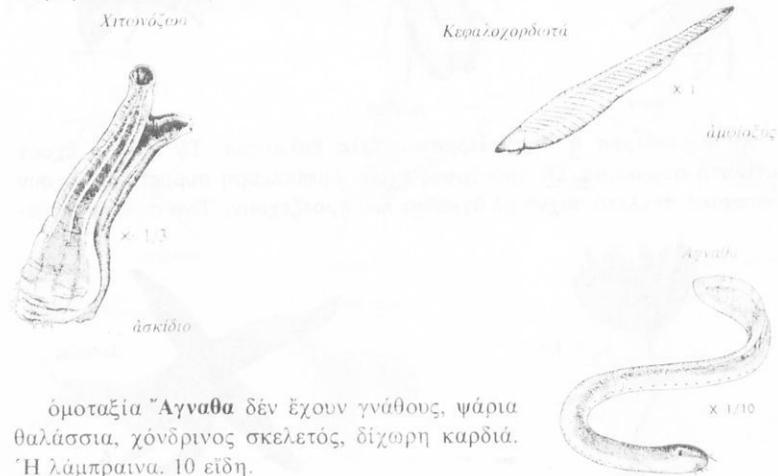 Χιτωνόζωα
Κεφαλοχορδωτά
X 1
ἀμφίοξος
X 1/3
Ἄγναθα
ἀσκίδιο
X 1/10
ὁμοταξία Ἄγναθα δέν ἔχουν γνάθους, ψάρια
θαλάσσια, χόνδρινος σκελετός, δίχωρη καρδιά.
Ἡ λάμπραινα. 10 εἴδη.